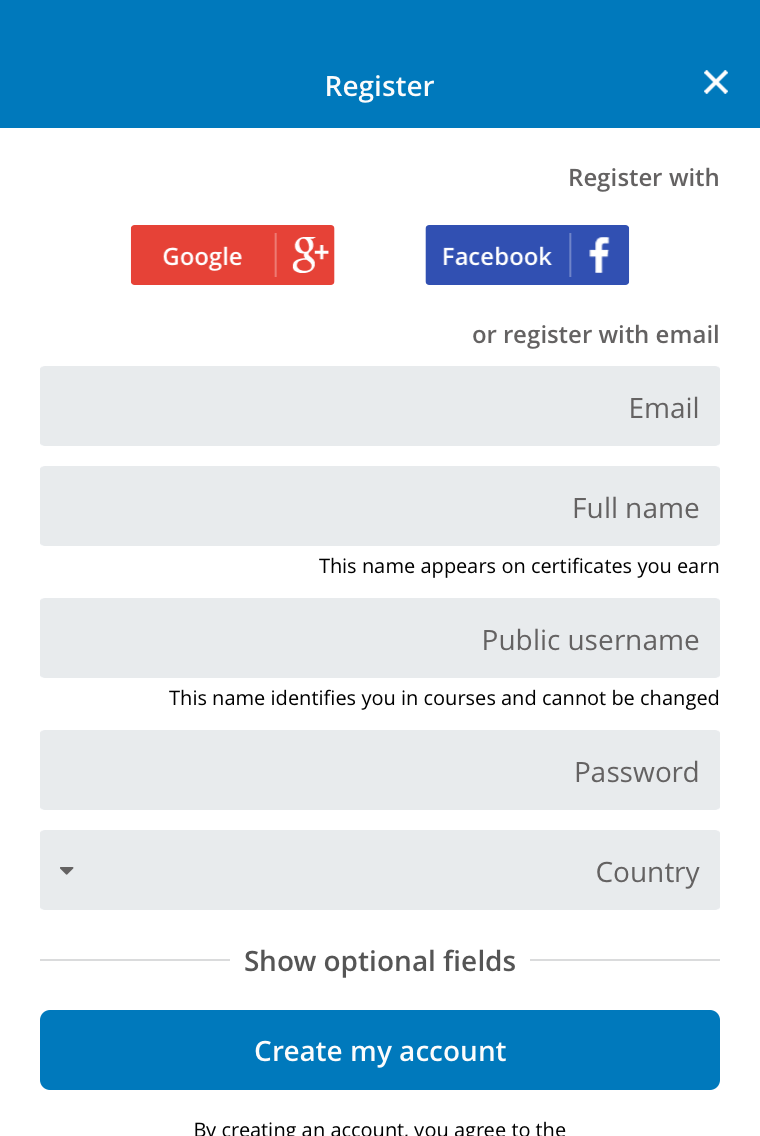 Register
Register with
Google g+
Facebook f
or register with email
Email
Full name
This name appears on certificates you earn
Public username
This name identifies you in courses and cannot be changed
Password
Country
Show optional fields
Create my account
By creating an account, you agree to the